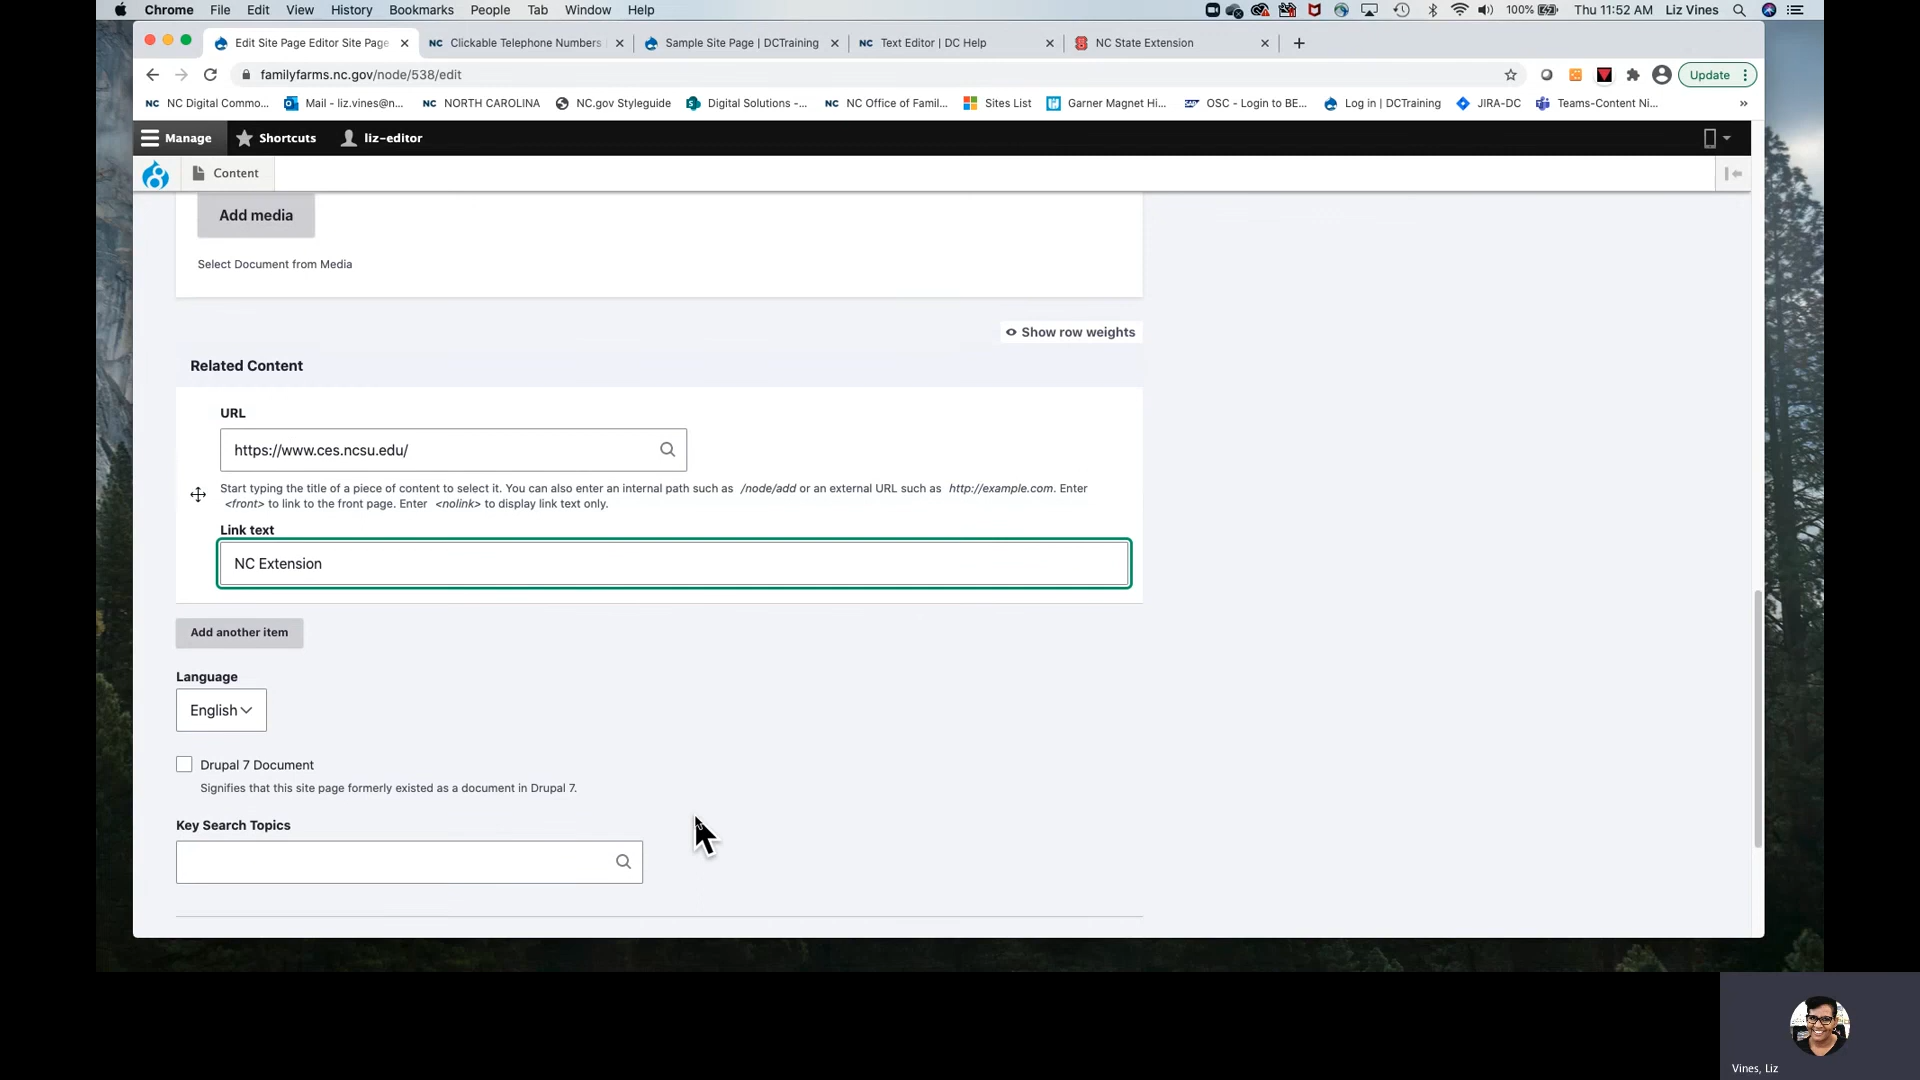 Chrome File Edit View History Bookmarks People Tab Window Help 100% Thu 11:52 AM Liz Vines
Edit Site Page Editor Site Page Clickable Telephone Numbers Sample Site Page | DCTraining Text Editor | DC Help NC State Extension
familyfarms.nc.gov/node/538/edit Update
NC Digital Commo... Mail - liz.vines@n... NORTH CAROLINA NC.gov Styleguide Digital Solutions -... NC Office of Famil... Sites List Garner Magnet Hi... OSC - Login to BE... Log in | DCTraining JIRA-DC Teams-Content Ni... »
Manage Shortcuts liz-editor
Content
Add media
Select Document from Media
Show row weights
Related Content
URL
https://www.ces.ncsu.edu/
Start typing the title of a piece of content to select it. You can also enter an internal path such as /node/add or an external URL such as http://example.com. Enter
<front> to link to the front page. Enter <nolink> to display link text only.
Link text
NC Extension
Add another item
Language
English
Drupal 7 Document
Signifies that this site page formerly existed as a document in Drupal 7.
Key Search Topics
Vines, Liz